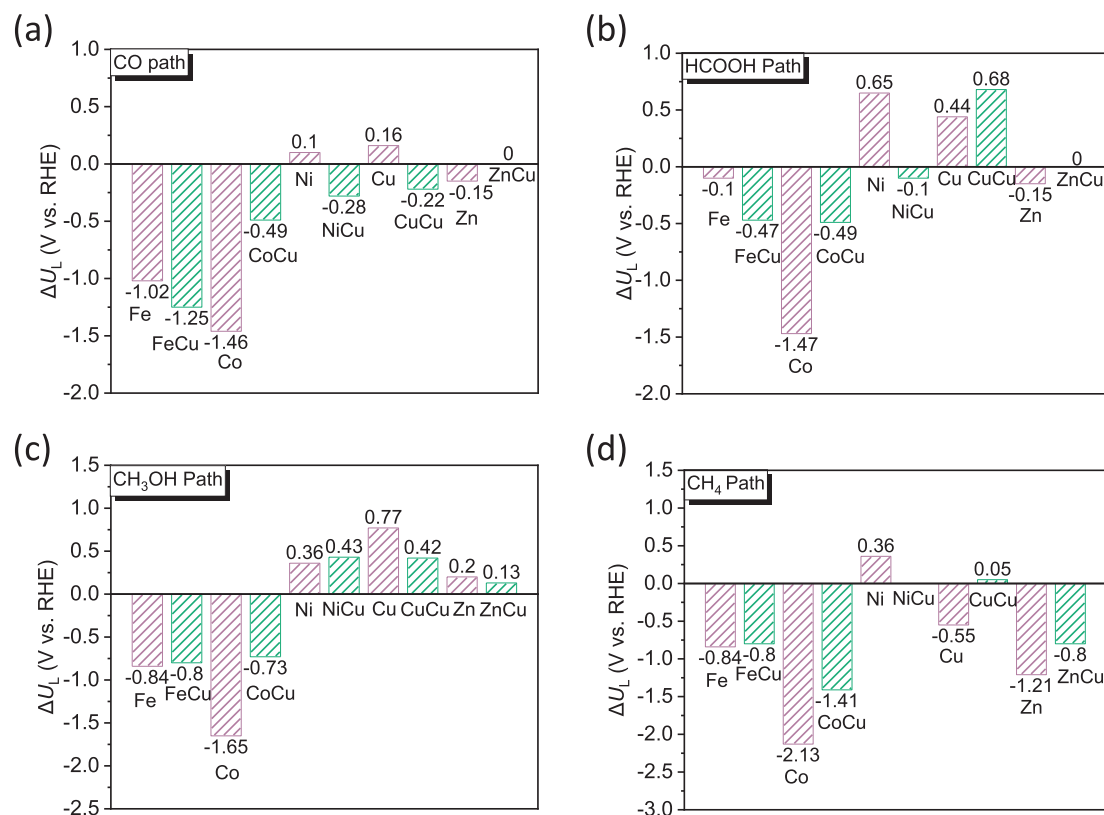 (a)
CO path
1.0
0.5
0.0
-0.5
-1.0
-1.5
-2.0
ΔU_L (V vs. RHE)
-1.02
Fe
-1.25
FeCu
-1.46
Co
-0.49
CoCu
0.1
Ni
-0.28
NiCu
0.16
Cu
-0.22
CuCu
-0.15
Zn
0
ZnCu
(b)
HCOOH Path
1.0
0.5
0.0
-0.5
-1.0
-1.5
-2.0
ΔU_L (V vs. RHE)
-0.1
Fe
-0.47
FeCu
-1.47
Co
-0.49
CoCu
0.65
Ni
-0.1
NiCu
0.44
Cu
0.68
CuCu
-0.15
Zn
0
ZnCu
(c)
CH₃OH Path
1.5
1.0
0.5
0.0
-0.5
-1.0
-1.5
-2.0
-2.5
ΔU_L (V vs. RHE)
-0.84
Fe
-0.8
FeCu
-1.65
Co
-0.73
CoCu
0.36
Ni
0.43
NiCu
0.77
Cu
0.42
CuCu
0.2
Zn
0.13
ZnCu
(d)
CH₄ Path
1.5
1.0
0.5
0.0
-0.5
-1.0
-1.5
-2.0
-2.5
-3.0
ΔU_L (V vs. RHE)
-0.84
Fe
-0.8
FeCu
-2.13
Co
-1.41
CoCu
0.36
Ni
NiCu
-0.55
Cu
0.05
CuCu
-1.21
Zn
-0.8
ZnCu